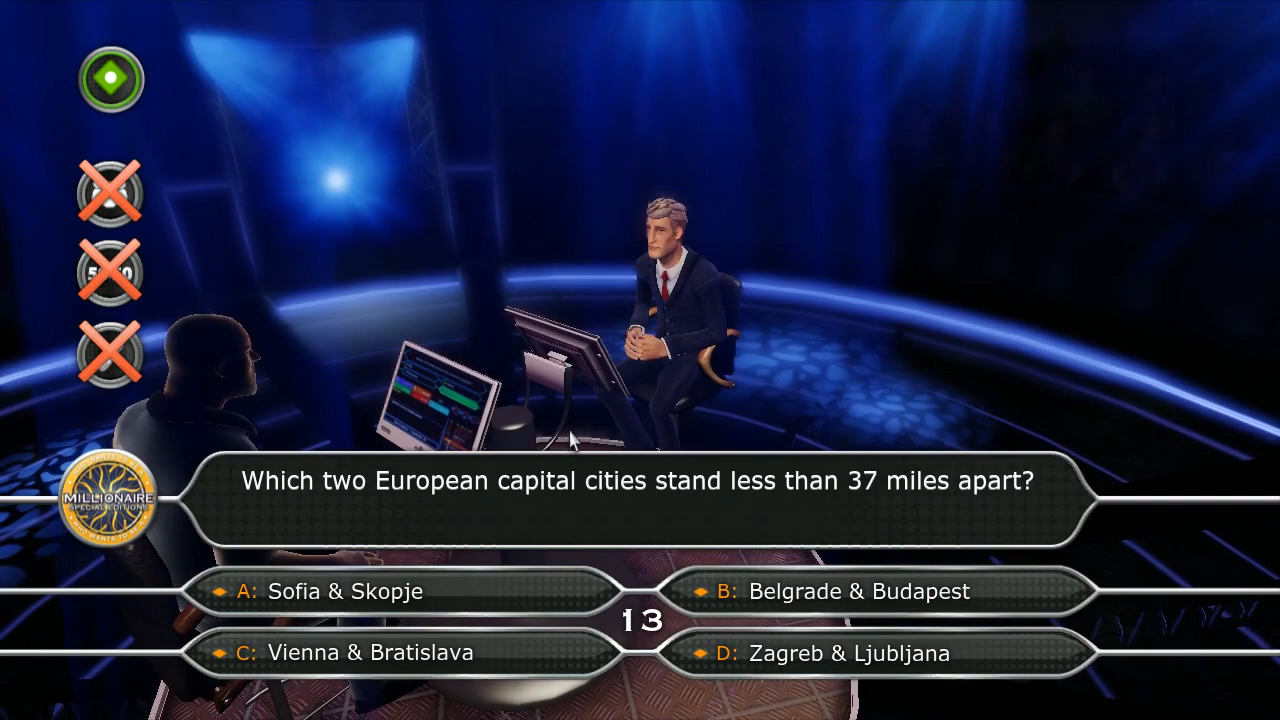 Which two European capital cities stand less than 37 miles apart?
MILLIONAIRE
SPECIAL EDITIONS
A: Sofia & Skopje
B: Belgrade & Budapest
13
C: Vienna & Bratislava
D: Zagreb & Ljubljana